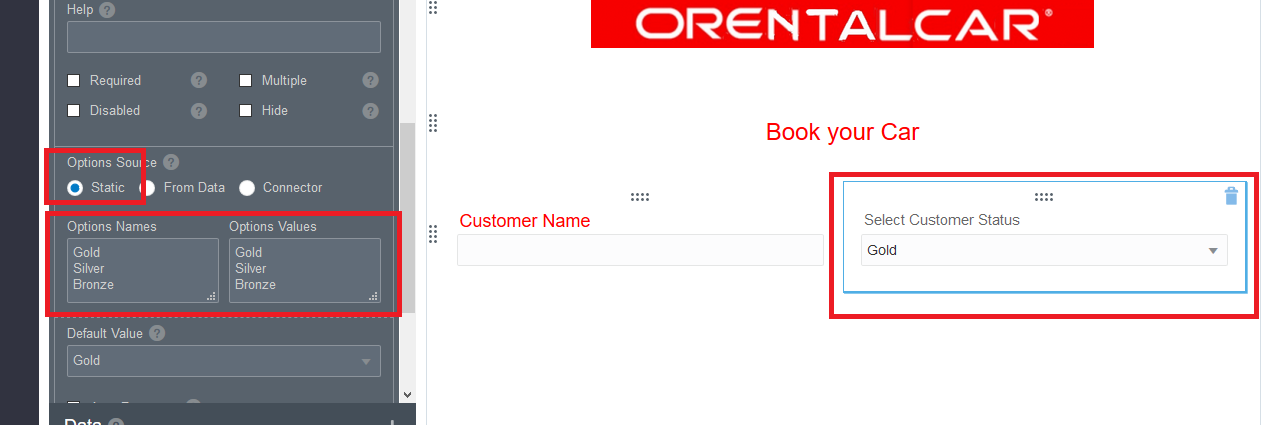 Help ?
Required ? Multiple ?
Disabled ? Hide ?
Options Source ?
Static From Data Connector
Options Names Options Values
Gold Gold
Silver Silver
Bronze Bronze
Default Value ?
Gold
Data ?
ORENTALCAR®
Book your Car
Customer Name
Select Customer Status
Gold